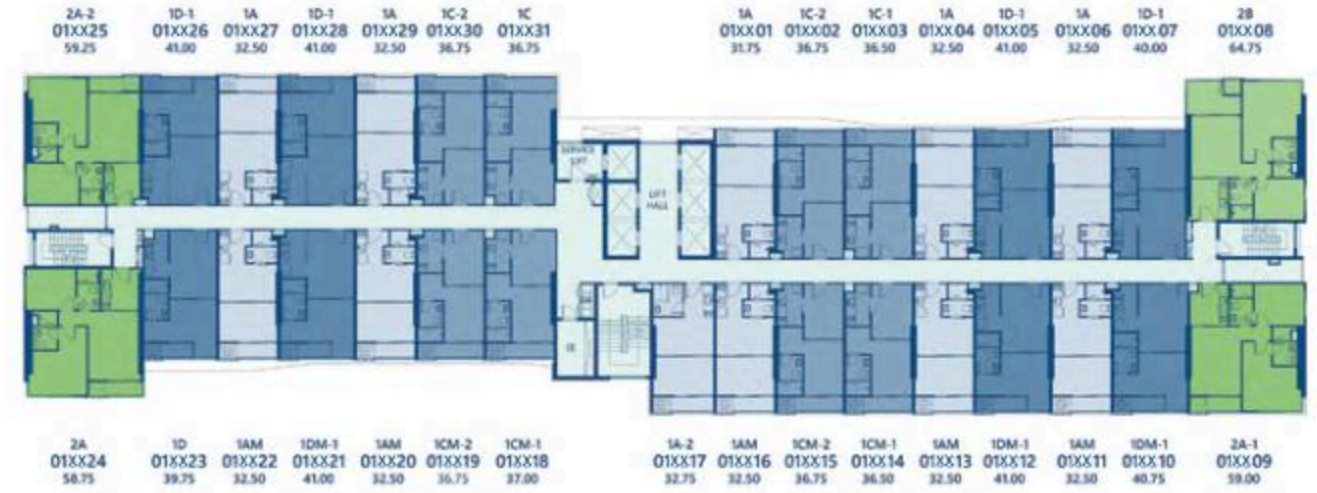 2A-2 1D-1 1A 1D-1 1A 1C-2 1C 1A 1C-2 1C-1 1A 1D-1 1A 1D-1 2B
01XX25 01XX26 01XX27 01XX28 01XX29 01XX30 01XX31 01XX01 01XX02 01XX03 01XX04 01XX05 01XX06 01XX07 01XX08
59.25 41.00 32.50 41.00 32.50 36.75 36.75 31.75 36.75 36.50 32.50 41.00 32.50 40.00 64.75
SERVICE
LIFT
LIFT
HALL
EE
2A 1D 1AM 1DM-1 1AM 1CM-2 1CM-1 1A-2 1AM 1CM-2 1CM-1 1AM 1DM-1 1AM 1DM-1 2A-1
01XX24 01XX23 01XX22 01XX21 01XX20 01XX19 01XX18 01XX17 01XX16 01XX15 01XX14 01XX13 01XX12 01XX11 01XX10 01XX09
58.75 39.75 32.50 41.00 32.50 36.75 37.00 32.75 32.50 36.75 36.50 32.50 41.00 32.50 40.75 59.00